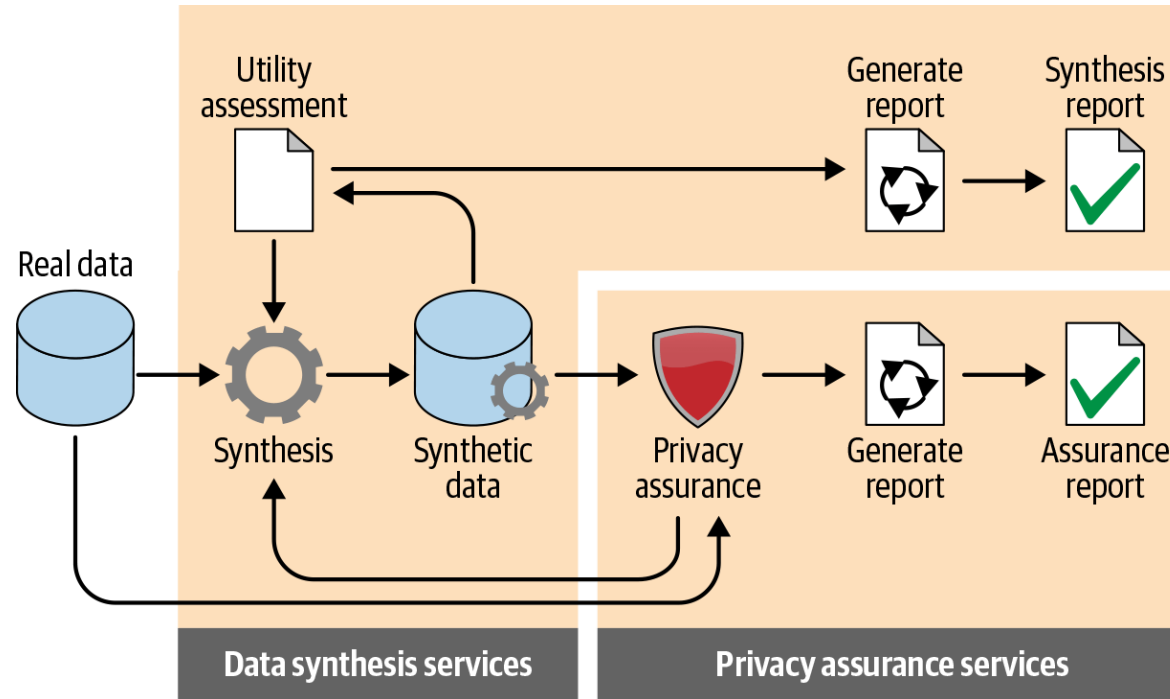 Utility
assessment
Generate
report
Synthesis
report
Real data
Synthesis
Synthetic
data
Privacy
assurance
Generate
report
Assurance
report
Data synthesis services
Privacy assurance services